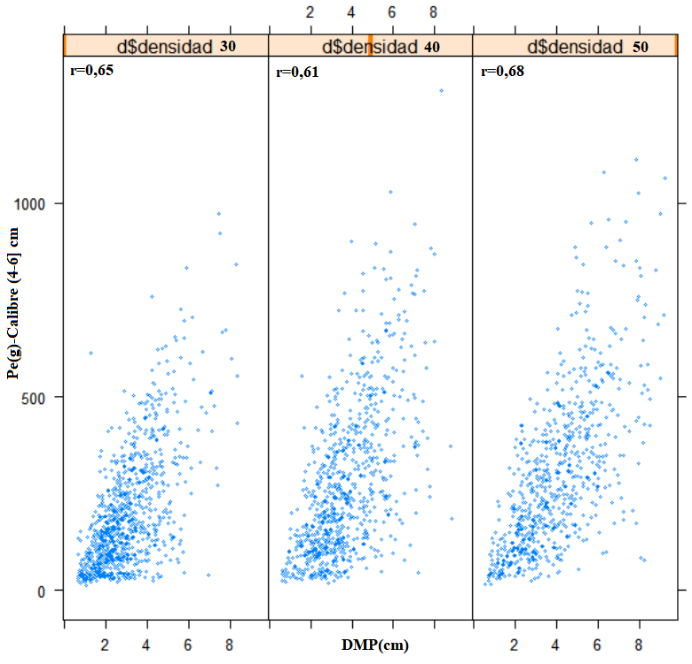 2 4 6 8
d$densidad 30 d$densidad 40 d$densidad 50
r=0,65 r=0,61 r=0,68
Pe(g)-Calibre (4-6] cm
1000
500
0
2 4 6 8 2 4 6 8
DMP(cm)